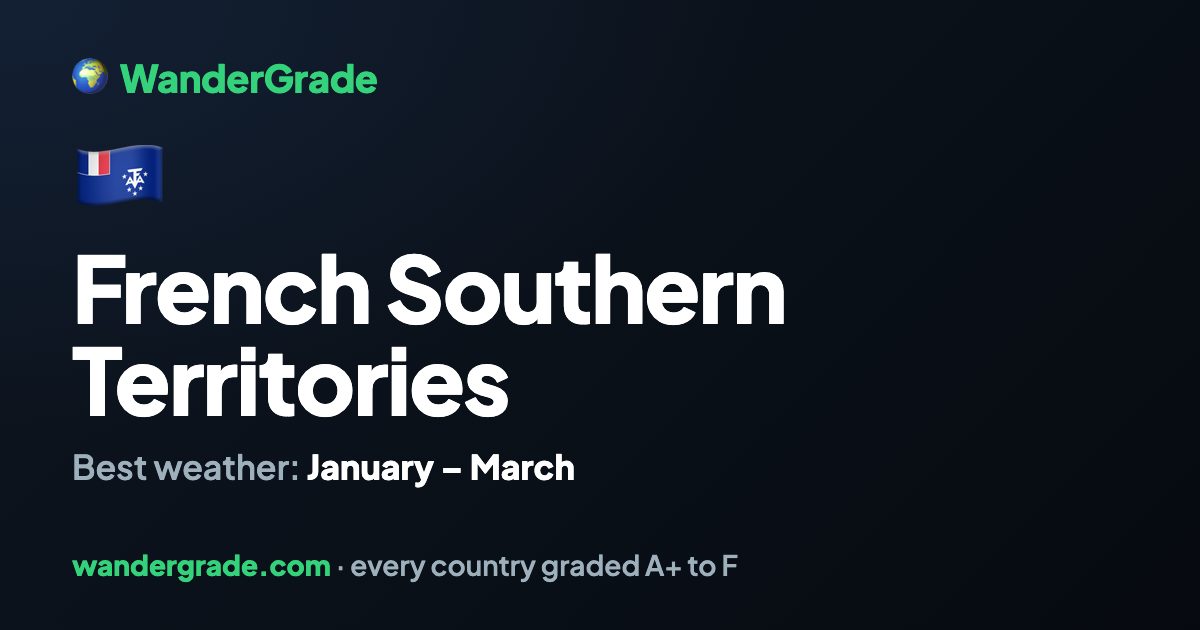 WanderGrade
French Southern
Territories
Best weather: January – March
wandergrade.com · every country graded A+ to F